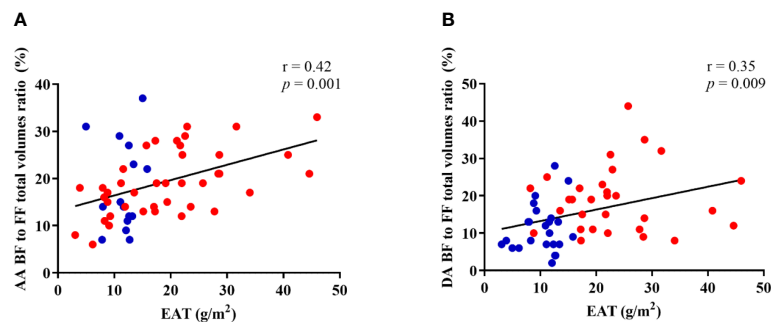 A
AA BF to FF total volumes ratio (%)
r = 0.42
p = 0.001
40
30
20
10
0
0 10 20 30 40 50
EAT (g/m²)
B
DA BF to FF total volumes ratio (%)
r = 0.35
p = 0.009
50
40
30
20
10
0
0 10 20 30 40 50
EAT (g/m²)